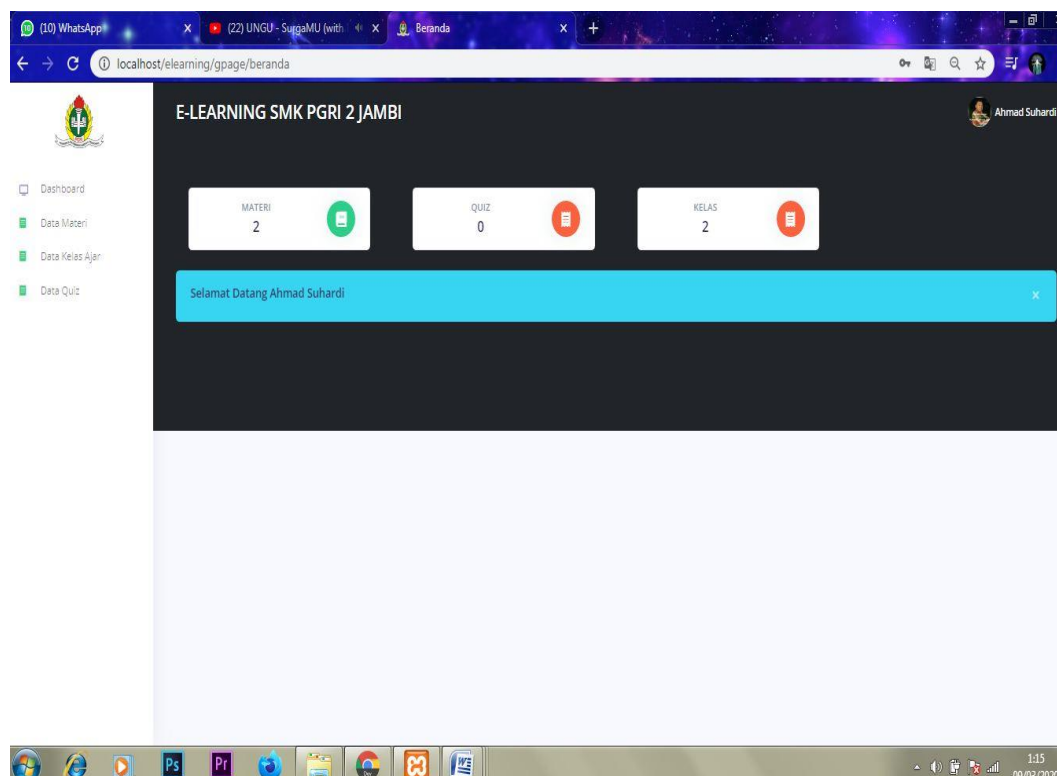 (10) WhatsApp
(22) UNGU - SurgaMU (with
Beranda
localhost/elearning/gpage/beranda
E-LEARNING SMK PGRI 2 JAMBI
Ahmad Suhardi
Dashboard
Data Materi
Data Kelas Ajar
Data Quiz
MATERI
2
QUIZ
0
KELAS
2
Selamat Datang Ahmad Suhardi
x
Ps
Pr
1:15